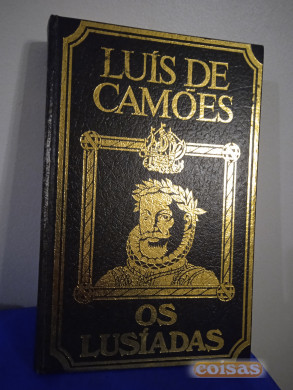 LUÍS DE
CAMÕES
OS
LUSÍADAS
coisas